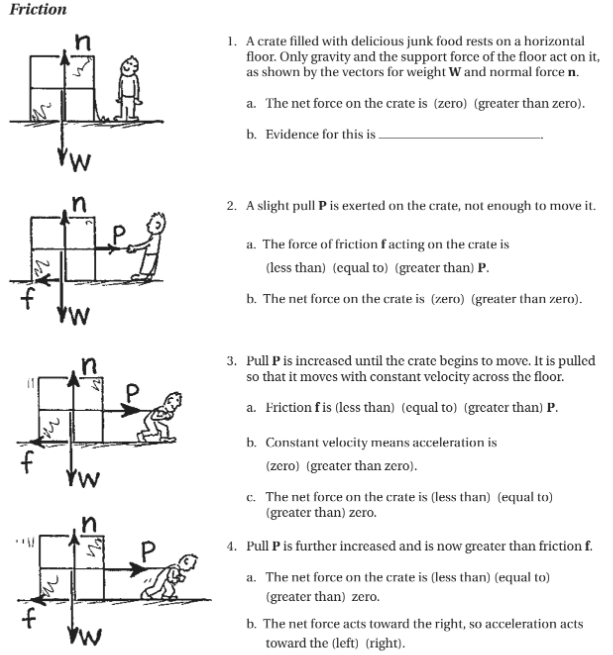 Friction
n
W
1. A crate filled with delicious junk food rests on a horizontal
floor. Only gravity and the support force of the floor act on it,
as shown by the vectors for weight W and normal force n.
a. The net force on the crate is (zero) (greater than zero).
b. Evidence for this is ____________________________.
n
P
f
W
2. A slight pull P is exerted on the crate, not enough to move it.
a. The force of friction f acting on the crate is
(less than) (equal to) (greater than) P.
b. The net force on the crate is (zero) (greater than zero).
n
P
f
W
3. Pull P is increased until the crate begins to move. It is pulled
so that it moves with constant velocity across the floor.
a. Friction f is (less than) (equal to) (greater than) P.
b. Constant velocity means acceleration is
(zero) (greater than zero).
c. The net force on the crate is (less than) (equal to)
(greater than) zero.
n
P
f
W
4. Pull P is further increased and is now greater than friction f.
a. The net force on the crate is (less than) (equal to)
(greater than) zero.
b. The net force acts toward the right, so acceleration acts
toward the (left) (right).